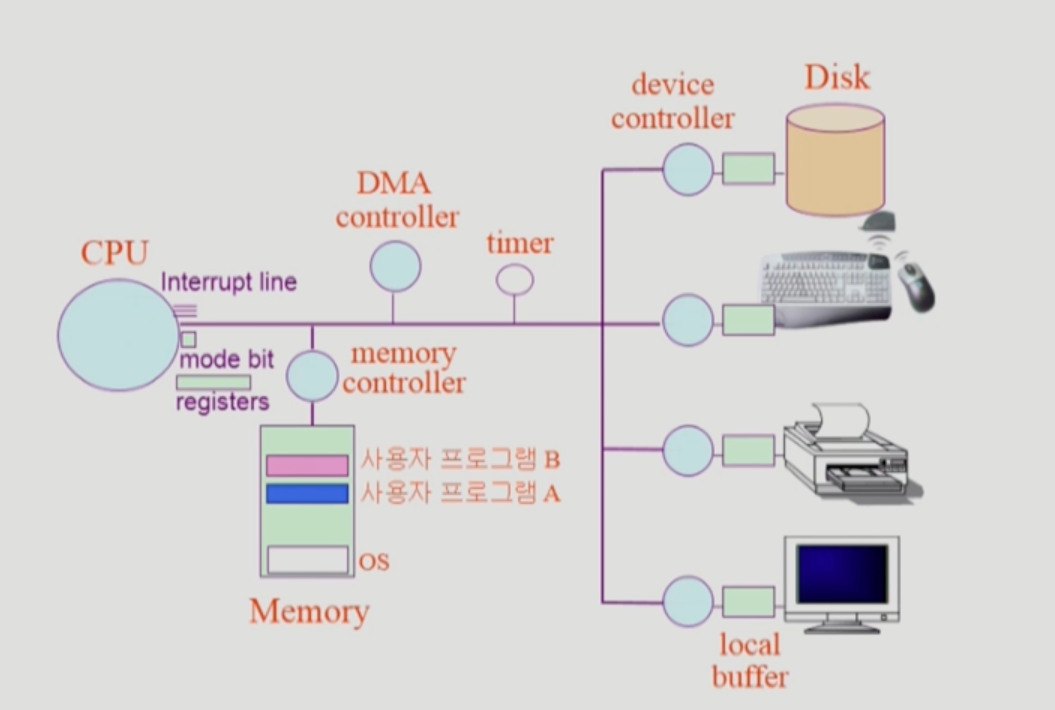 device
controller
Disk
DMA
controller
timer
CPU
Interrupt line
mode bit
registers
memory
controller
사용자 프로그램 B
사용자 프로그램 A
OS
Memory
local
buffer